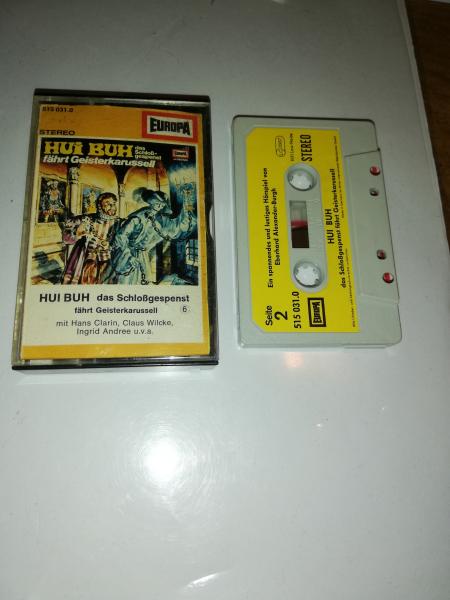 515 031.0
EUROPA
STEREO
HUI BUH das Schloß-
gespenst
fährt Geisterkarussell
EUROPA
HUI BUH das Schloßgespenst
fährt Geisterkarussell 6
mit Hans Clarin, Claus Wilcke,
Ingrid Andree u.v.a.
Ein spannendes und lustiges Hörspiel von
Eberhard Alexander-Burgh
STEREO
Seite
2
515 031.0
HUI BUH
das Schloßgespenst fährt Geisterkarussell
EUROPA